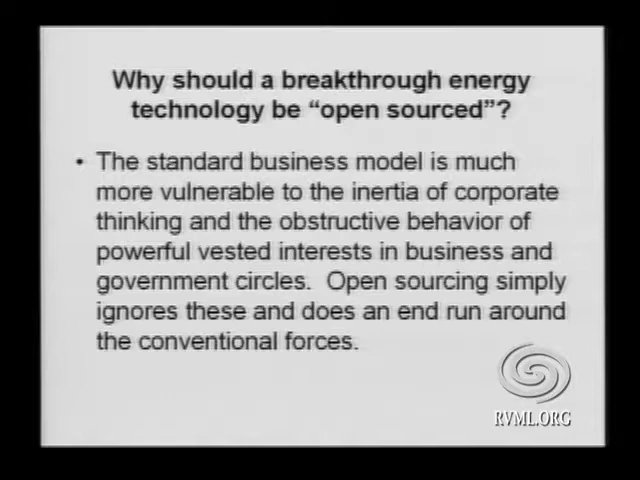 Why should a breakthrough energy
technology be “open sourced”?
• The standard business model is much
more vulnerable to the inertia of corporate
thinking and the obstructive behavior of
powerful vested interests in business and
government circles.  Open sourcing simply
ignores these and does an end run around
the conventional forces.
RVML.ORG